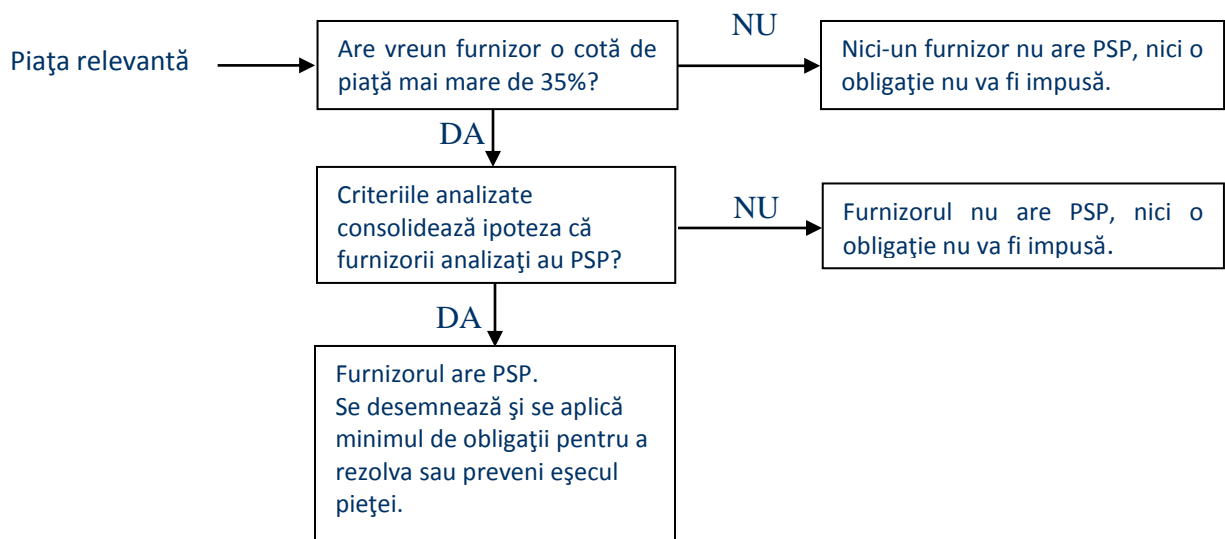 Piaţa relevantă
Are vreun furnizor o cotă de
piaţă mai mare de 35%?
NU
Nici-un furnizor nu are PSP, nici o
obligaţie nu va fi impusă.
DA
Criteriile analizate
consolidează ipoteza că
furnizorii analizaţi au PSP?
NU
Furnizorul nu are PSP, nici o
obligaţie nu va fi impusă.
DA
Furnizorul are PSP.
Se desemnează şi se aplică
minimul de obligaţii pentru a
rezolva sau preveni eşecul
pieţei.